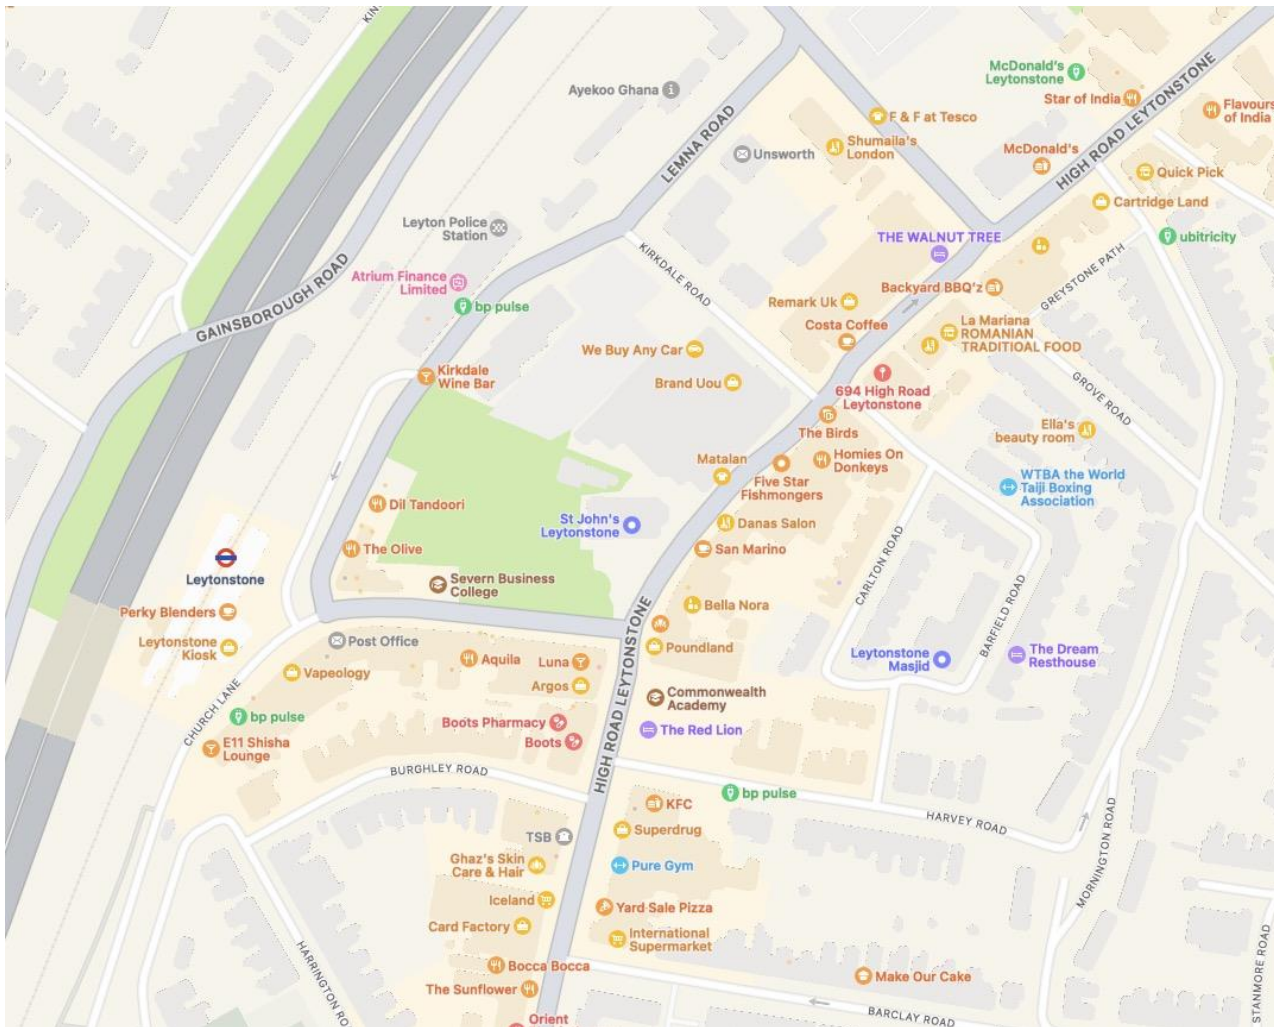 KIN
McDonald's
Leytonstone
Ayekoo Ghana
Star of India
Flavours
of India
HIGH ROAD LEYTONSTONE
F & F at Tesco
LEMNA ROAD
Shumaila's
London
Unsworth
McDonald's
Quick Pick
Cartridge Land
Leyton Police
Station
THE WALNUT TREE
ubitricity
KIRKDALE ROAD
GREYSTONE PATH
Atrium Finance
Limited
Backyard BBQ'z
GAINSBOROUGH ROAD
bp pulse
Remark Uk
Costa Coffee
La Mariana
ROMANIAN
TRADITIOAL FOOD
We Buy Any Car
Kirkdale
Wine Bar
Brand Uou
694 High Road
Leytonstone
GROVE ROAD
The Birds
Ella's
beauty room
Homies On
Donkeys
Matalan
Five Star
Fishmongers
WTBA the World
Taiji Boxing
Association
Dil Tandoori
St John's
Leytonstone
Danas Salon
The Olive
San Marino
CARLTON ROAD
Leytonstone
Severn Business
College
Perky Blenders
Bella Nora
BARFIELD ROAD
Leytonstone
Kiosk
Post Office
HIGH ROAD LEYTONSTONE
Poundland
Aquila
Luna
Leytonstone
Masjid
The Dream
Resthouse
Vapeology
Argos
CHURCH LANE
Commonwealth
Academy
bp pulse
Boots Pharmacy
The Red Lion
Boots
E11 Shisha
Lounge
BURGHLEY ROAD
bp pulse
KFC
HARVEY ROAD
TSB
Superdrug
Ghaz's Skin
Care & Hair
Pure Gym
MORNINGTON ROAD
Iceland
Yard Sale Pizza
Card Factory
International
Supermarket
HARRINGTON RO
Bocca Bocca
Make Our Cake
STANMORE ROAD
The Sunflower
BARCLAY ROAD
Orient